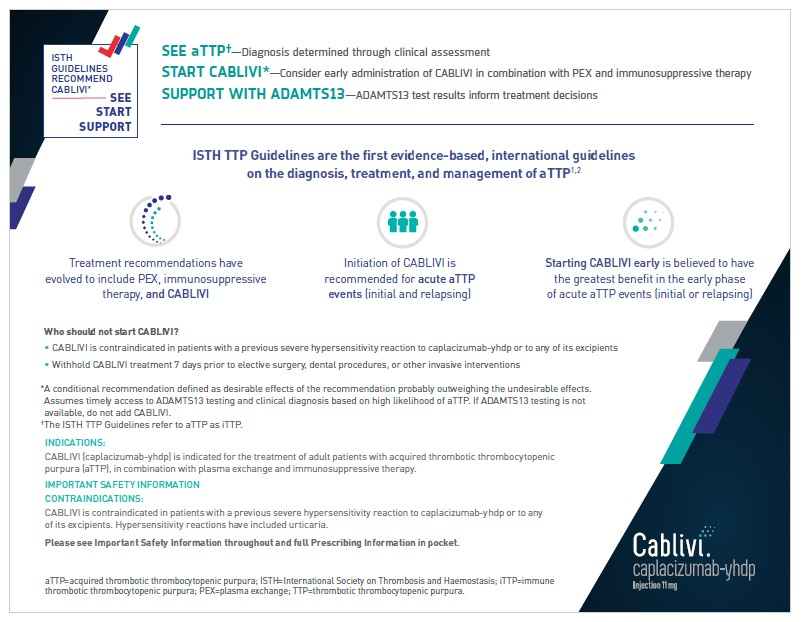 ISTH
GUIDELINES
RECOMMEND
CABLIVI*
SEE
START
SUPPORT
SEE aTTP†—Diagnosis determined through clinical assessment
START CABLIVI*—Consider early administration of CABLIVI in combination with PEX and immunosuppressive therapy
SUPPORT WITH ADAMTS13—ADAMTS13 test results inform treatment decisions
ISTH TTP Guidelines are the first evidence-based, international guidelines
on the diagnosis, treatment, and management of aTTP1,2
Treatment recommendations have
evolved to include PEX, immunosuppressive
therapy, and CABLIVI
Initiation of CABLIVI is
recommended for acute aTTP
events (initial and relapsing)
Starting CABLIVI early is believed to have
the greatest benefit in the early phase
of acute aTTP events (initial or relapsing)
Who should not start CABLIVI?
• CABLIVI is contraindicated in patients with a previous severe hypersensitivity reaction to caplacizumab-yhdp or to any of its excipients
• Withhold CABLIVI treatment 7 days prior to elective surgery, dental procedures, or other invasive interventions
*A conditional recommendation defined as desirable effects of the recommendation probably outweighing the undesirable effects.
Assumes timely access to ADAMTS13 testing and clinical diagnosis based on high likelihood of aTTP. If ADAMTS13 testing is not
available, do not add CABLIVI.
†The ISTH TTP Guidelines refer to aTTP as iTTP.
INDICATIONS:
CABLIVI (caplacizumab-yhdp) is indicated for the treatment of adult patients with acquired thrombotic thrombocytopenic
purpura (aTTP), in combination with plasma exchange and immunosuppressive therapy.
IMPORTANT SAFETY INFORMATION
CONTRAINDICATIONS:
CABLIVI is contraindicated in patients with a previous severe hypersensitivity reaction to caplacizumab-yhdp or to any
of its excipients. Hypersensitivity reactions have included urticaria.
Please see Important Safety Information throughout and full Prescribing Information in pocket.
aTTP=acquired thrombotic thrombocytopenic purpura; ISTH=International Society on Thrombosis and Haemostasis; iTTP=immune
thrombotic thrombocytopenic purpura; PEX=plasma exchange; TTP=thrombotic thrombocytopenic purpura.
Cablivi.
caplacizumab-yhdp
Injection 11 mg